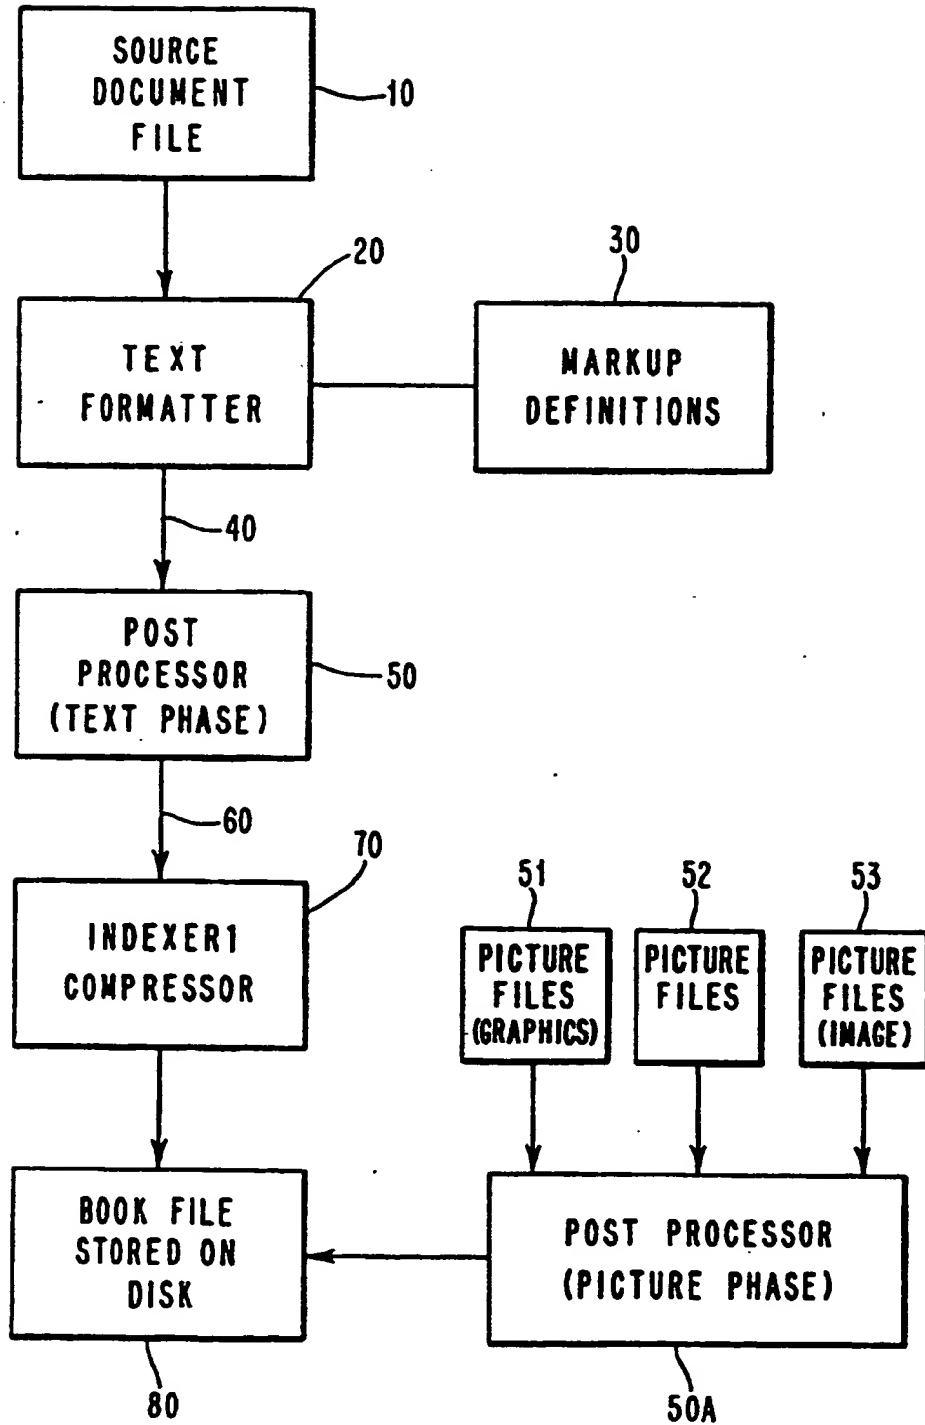 SOURCE
DOCUMENT
FILE
10
20
TEXT
FORMATTER
30
MARKUP
DEFINITIONS
40
POST
PROCESSOR
(TEXT PHASE)
50
60
70
INDEXER1
COMPRESSOR
51
PICTURE
FILES
(GRAPHICS)
52
PICTURE
FILES
53
PICTURE
FILES
(IMAGE)
BOOK FILE
STORED ON
DISK
80
POST PROCESSOR
(PICTURE PHASE)
50A